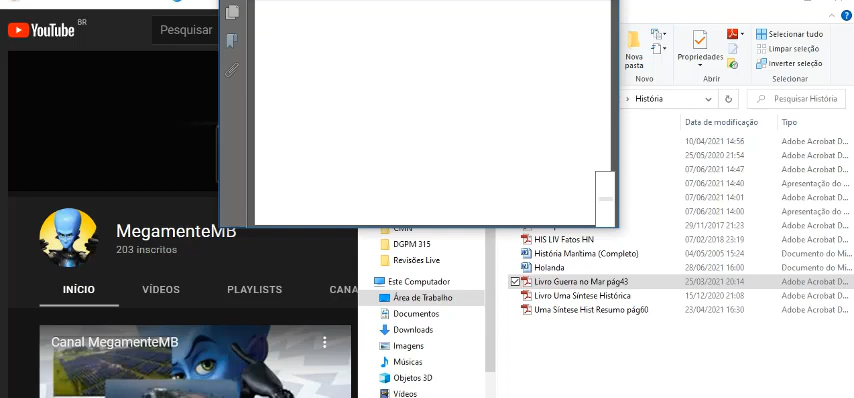 YouTube BR
Pesquisar
MegamenteMB
203 inscritos
INÍCIO
VÍDEOS
PLAYLISTS
CANA
Canal MegamenteMB
Nova
pasta
Propriedades
Selecionar tudo
Limpar seleção
Inverter seleção
Novo
Abrir
Selecionar
História
Pesquisar História
Data de modificação
Tipo
10/04/2021 14:56
Adobe Acrobat D...
25/05/2020 21:54
Adobe Acrobat D...
07/06/2021 14:47
Adobe Acrobat D...
07/06/2021 14:40
Apresentação do ...
07/06/2021 14:01
Adobe Acrobat D...
07/06/2021 14:00
Apresentação do ...
29/11/2017 21:23
Adobe Acrobat D...
HIS LIV Fatos HN
07/02/2018 23:19
Adobe Acrobat D...
História Marítima (Completo)
04/05/2005 15:24
Documento do Mi...
Holanda
28/06/2021 16:00
Documento do Mi...
Livro Guerra no Mar pág43
25/03/2021 20:14
Adobe Acrobat D...
Livro Uma Síntese Histórica
15/12/2020 21:08
Adobe Acrobat D...
Uma Síntese Hist Resumo pág60
23/04/2021 16:30
Adobe Acrobat D...
DGPM 315
Revisões Live
Este Computador
Área de Trabalho
Documentos
Downloads
Imagens
Músicas
Objetos 3D
Vídeos